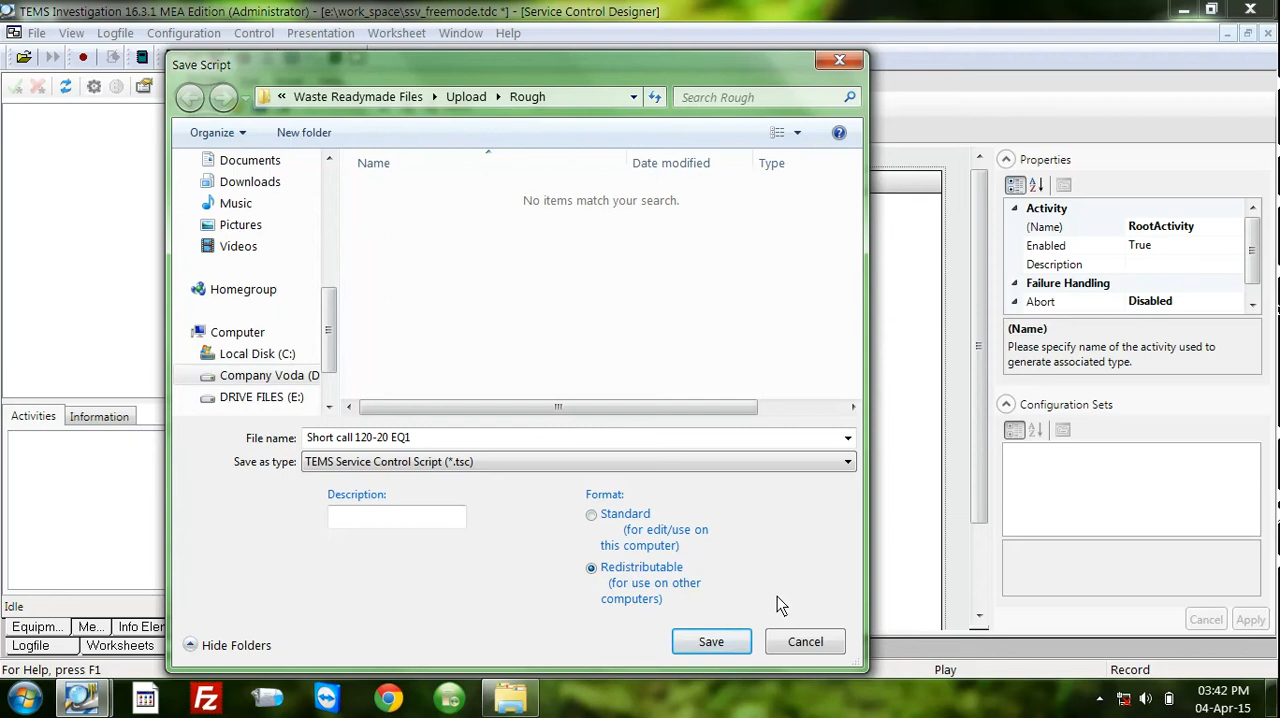 TEMS Investigation 16.3.1 MEA Edition (Administrator) - [e:\work_space\ssv_freemode.tdc *] - [Service Control Designer]
File View Logfile Configuration Control Presentation Worksheet Window Help
Save Script
« Waste Readymade Files Upload Rough
Search Rough
Organize New folder
Name Date modified Type
No items match your search.
Documents
Downloads
Music
Pictures
Videos
Homegroup
Computer
Local Disk (C:)
Company Voda (D
DRIVE FILES (E:)
File name: Short call 120-20 EQ1
Save as type: TEMS Service Control Script (*.tsc)
Description:
Format:
Standard
(for edit/use on
this computer)
Redistributable
(for use on other
computers)
Hide Folders
Save Cancel
Properties
Activity
(Name) RootActivity
Enabled True
Description
Failure Handling
Abort Disabled
(Name)
Please specify name of the activity used to
generate associated type.
Configuration Sets
Cancel Apply
Activities Information
Idle
Equipm... Me... Info Elen
Logfile Worksheets
For Help, press F1
Play Record
03:42 PM
04-Apr-15